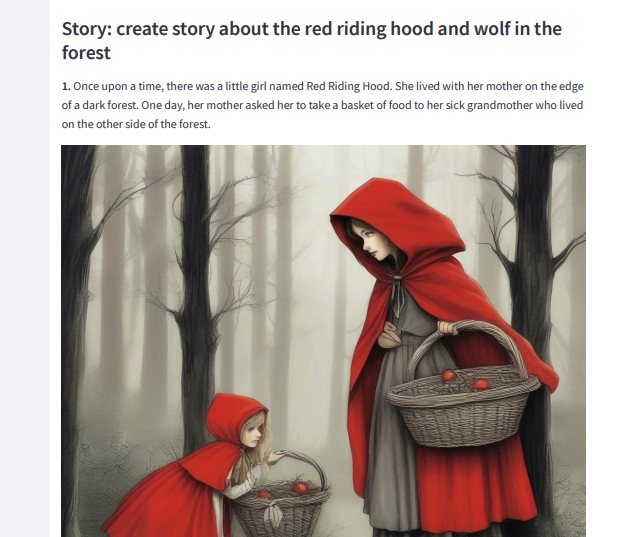 Story: create story about the red riding hood and wolf in the
forest
1. Once upon a time, there was a little girl named Red Riding Hood. She lived with her mother on the edge
of a dark forest. One day, her mother asked her to take a basket of food to her sick grandmother who lived
on the other side of the forest.